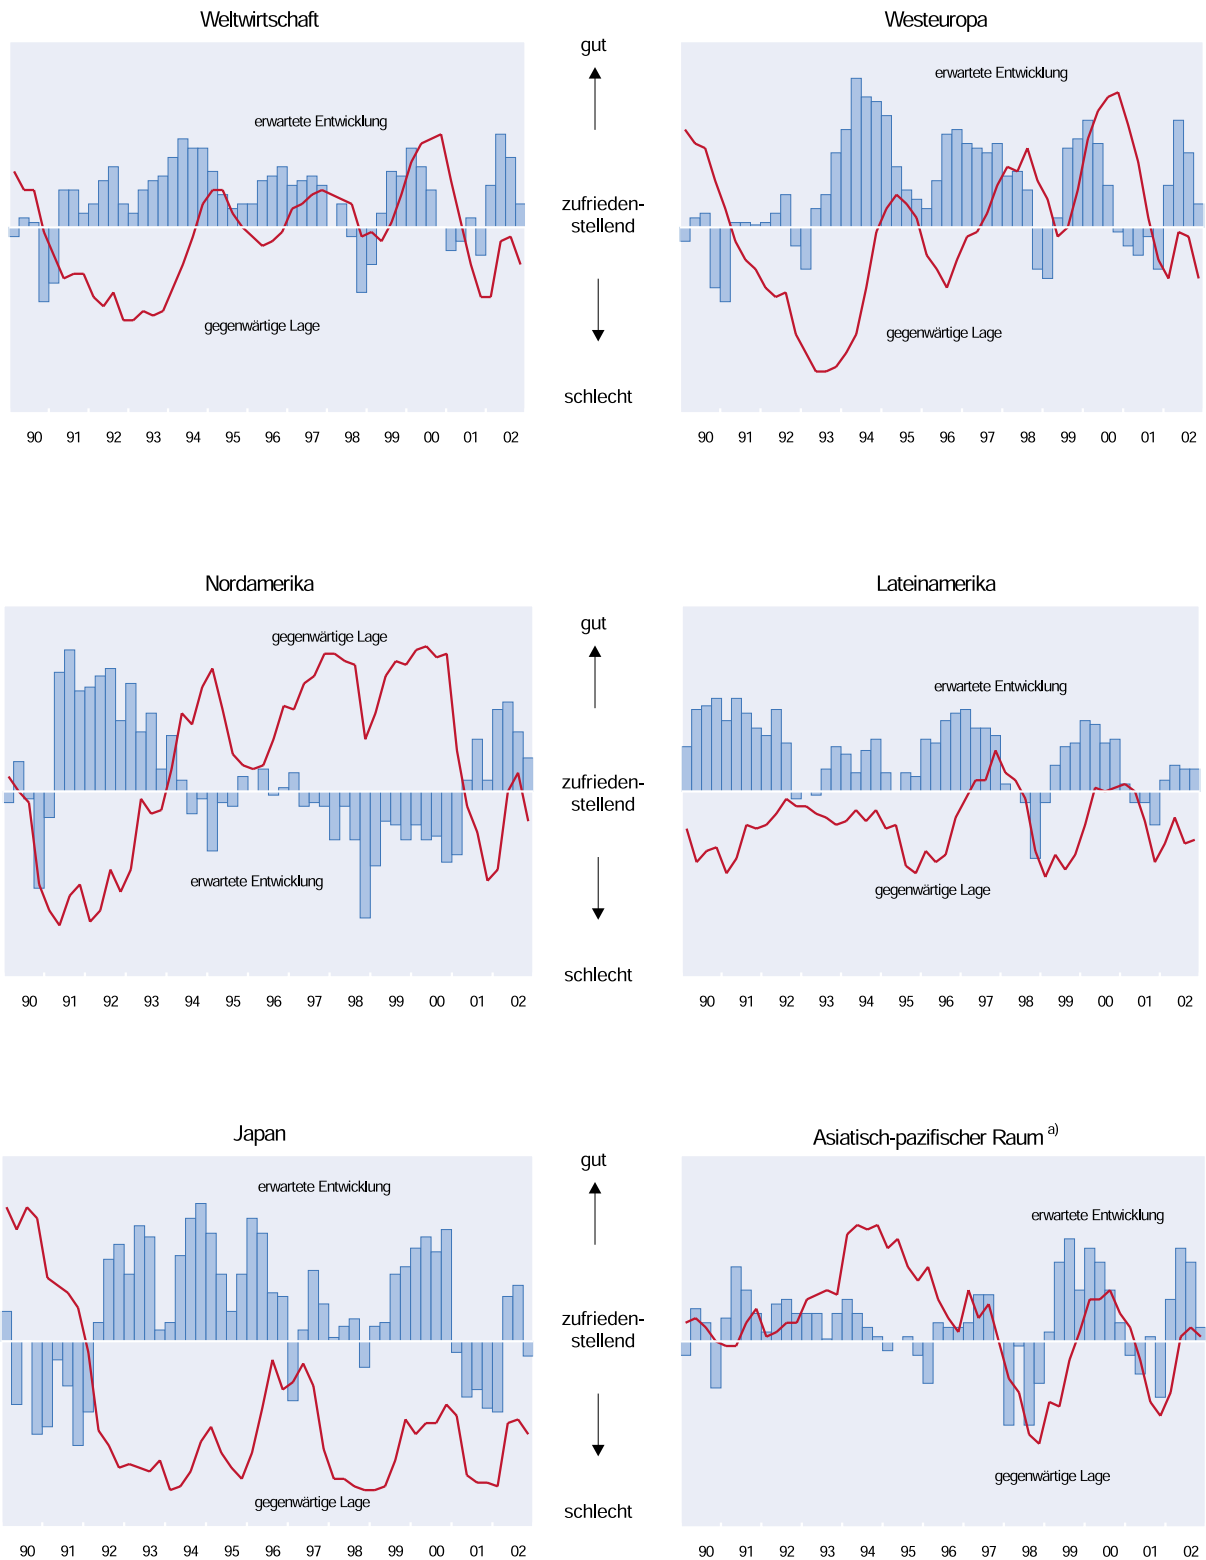 Weltwirtschaft
Westeuropa
gut
erwartete Entwicklung
erwartete Entwicklung
zufrieden-
stellend
gegenwärtige Lage
gegenwärtige Lage
schlecht
90 91 92 93 94 95 96 97 98 99 00 01 02
90 91 92 93 94 95 96 97 98 99 00 01 02
Nordamerika
Lateinamerika
gut
gegenwärtige Lage
erwartete Entwicklung
zufrieden-
stellend
erwartete Entwicklung
gegenwärtige Lage
schlecht
90 91 92 93 94 95 96 97 98 99 00 01 02
90 91 92 93 94 95 96 97 98 99 00 01 02
Japan
Asiatisch-pazifischer Raum a)
gut
erwartete Entwicklung
erwartete Entwicklung
zufrieden-
stellend
gegenwärtige Lage
gegenwärtige Lage
schlecht
90 91 92 93 94 95 96 97 98 99 00 01 02
90 91 92 93 94 95 96 97 98 99 00 01 02